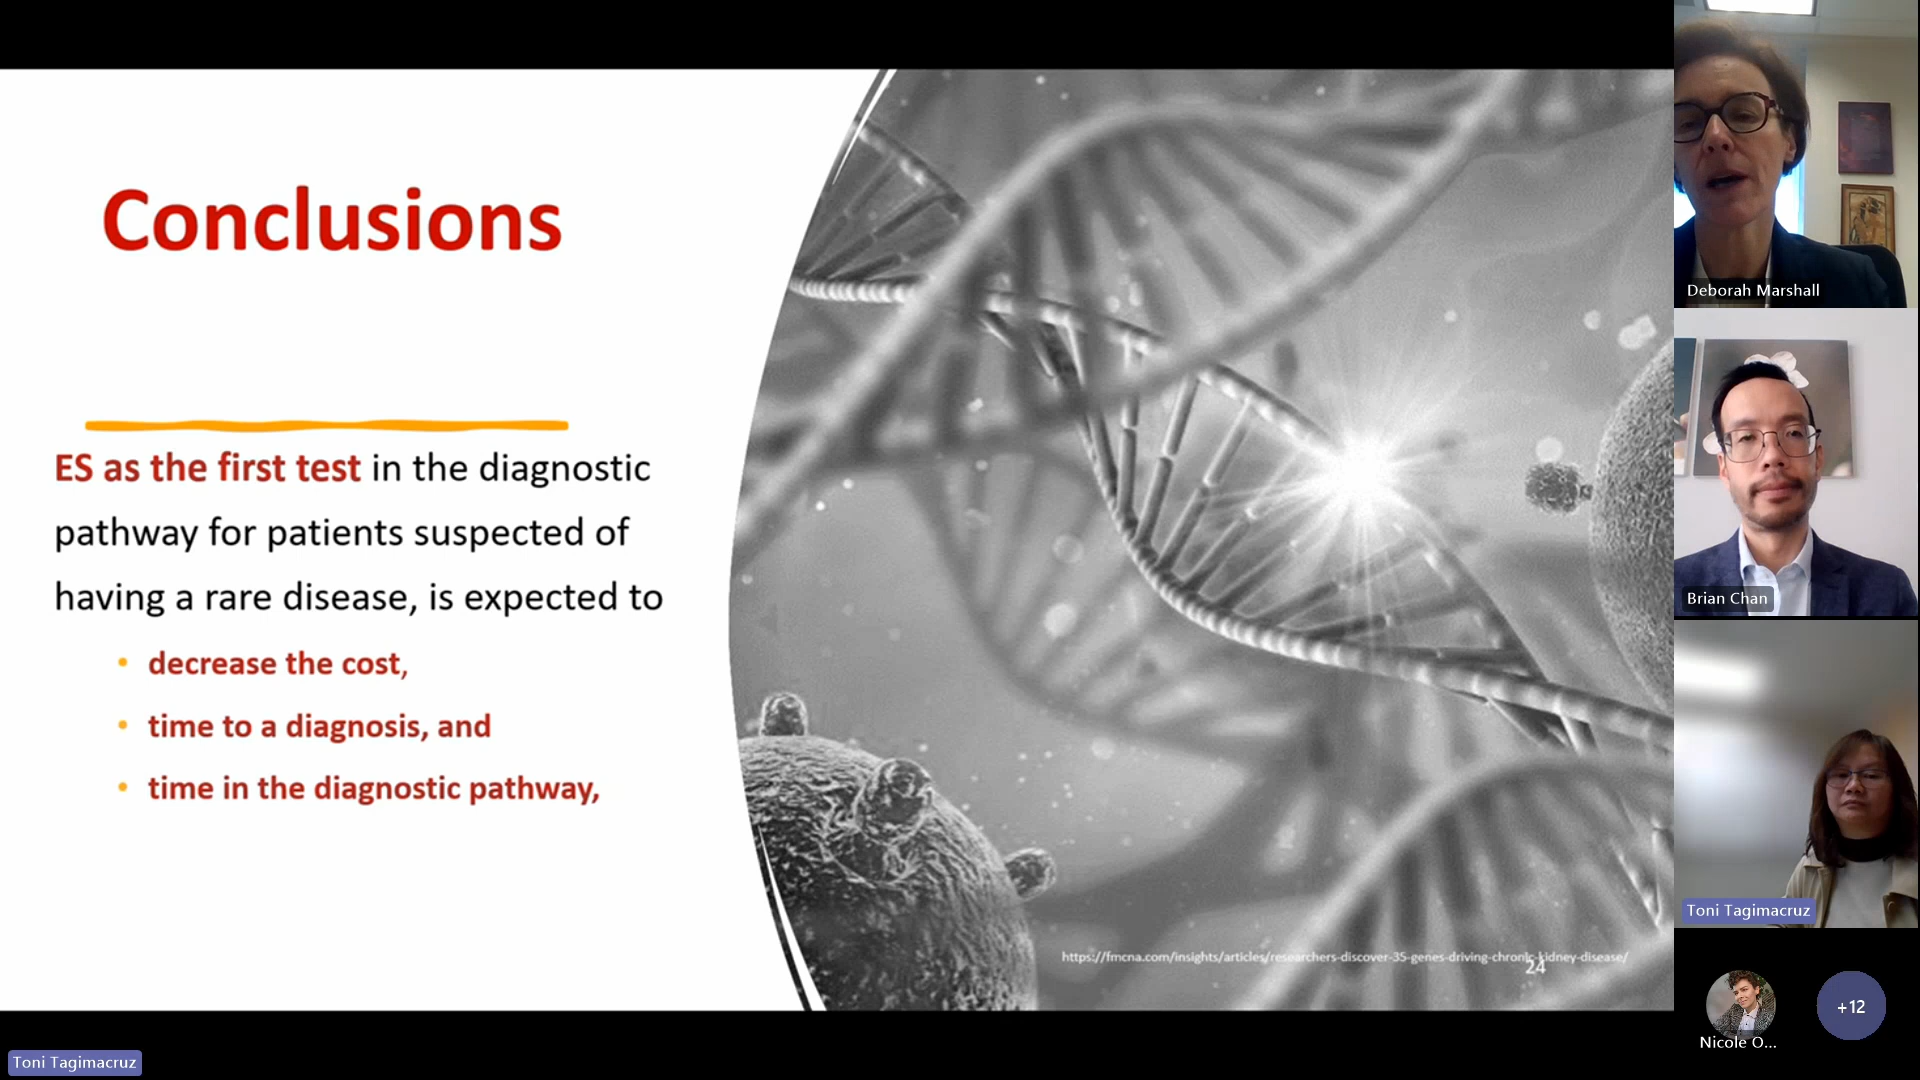 Conclusions
ES as the first test in the diagnostic
pathway for patients suspected of
having a rare disease, is expected to
• decrease the cost,
• time to a diagnosis, and
• time in the diagnostic pathway,
https://fmcna.com/insights/articles/researchers-discover-35-genes-driving-chronic-kidney-disease/
24
Deborah Marshall
Brian Chan
Toni Tagimacruz
Nicole O...
+12
Toni Tagimacruz